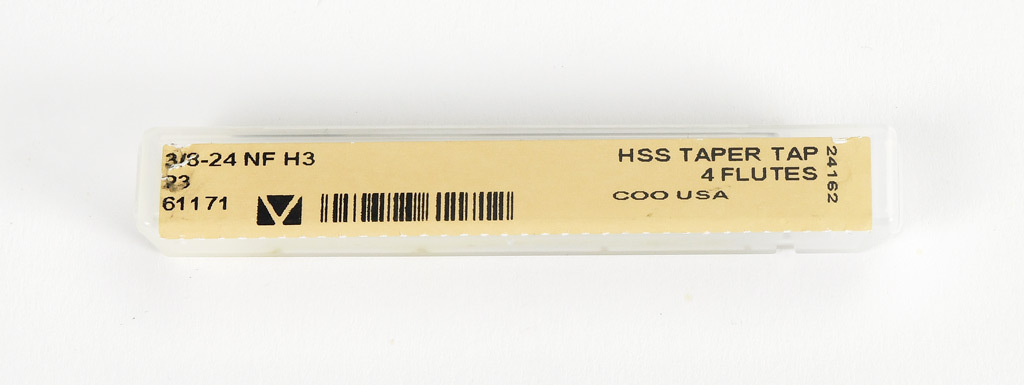 3/8-24 NF H3
P3
61171
HSS TAPER TAP
4 FLUTES
COO USA
24162